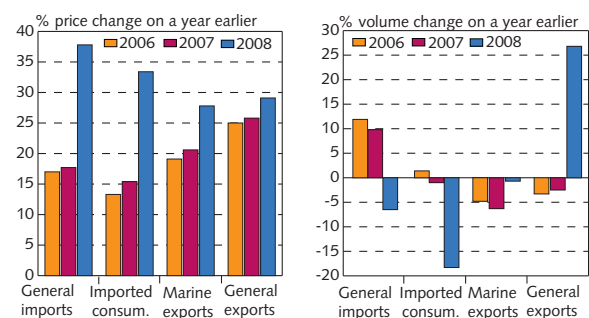 % price change on a year earlier
2006 2007 2008
40
35
30
25
20
15
10
5
0
General Imported Marine General
imports consum. exports exports
% volume change on a year earlier
30
2006 2007 2008
25
20
15
10
5
0
-5
-10
-15
-20
General Imported Marine General
imports consum. exports exports